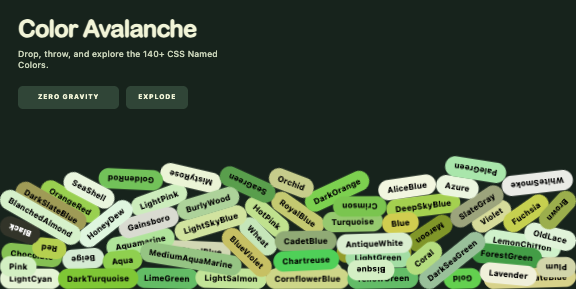 Color Avalanche
Drop, throw, and explore the 140+ CSS Named
Colors.
ZERO GRAVITY
EXPLODE
PaleGreen
SeaShell
GoldenRod
MistyRose
SeaGreen
Orchid
DarkOrange
AliceBlue
Azure
WhiteSmoke
OrangeRed
DarkSlateBlue
BlanchedAlmond
HoneyDew
LightPink
BurlyWood
Gainsboro
LightSkyBlue
HotPink
RoyalBlue
Crimson
Turquoise
DeepSkyBlue
Blue
SlateGray
Violet
Fuchsia
Brown
Black
Red
Aquamarine
Wheat
CadetBlue
AntiqueWhite
Maroon
LemonChiffon
OldLace
Beige
Aqua
MediumAquaMarine
BlueViolet
Chartreuse
LightGreen
Bisque
Coral
DarkSeaGreen
ForestGreen
Plum
Pink
LightCyan
DarkTurquoise
LimeGreen
LightSalmon
CornflowerBlue
YellowGreen
Gold
Lavender